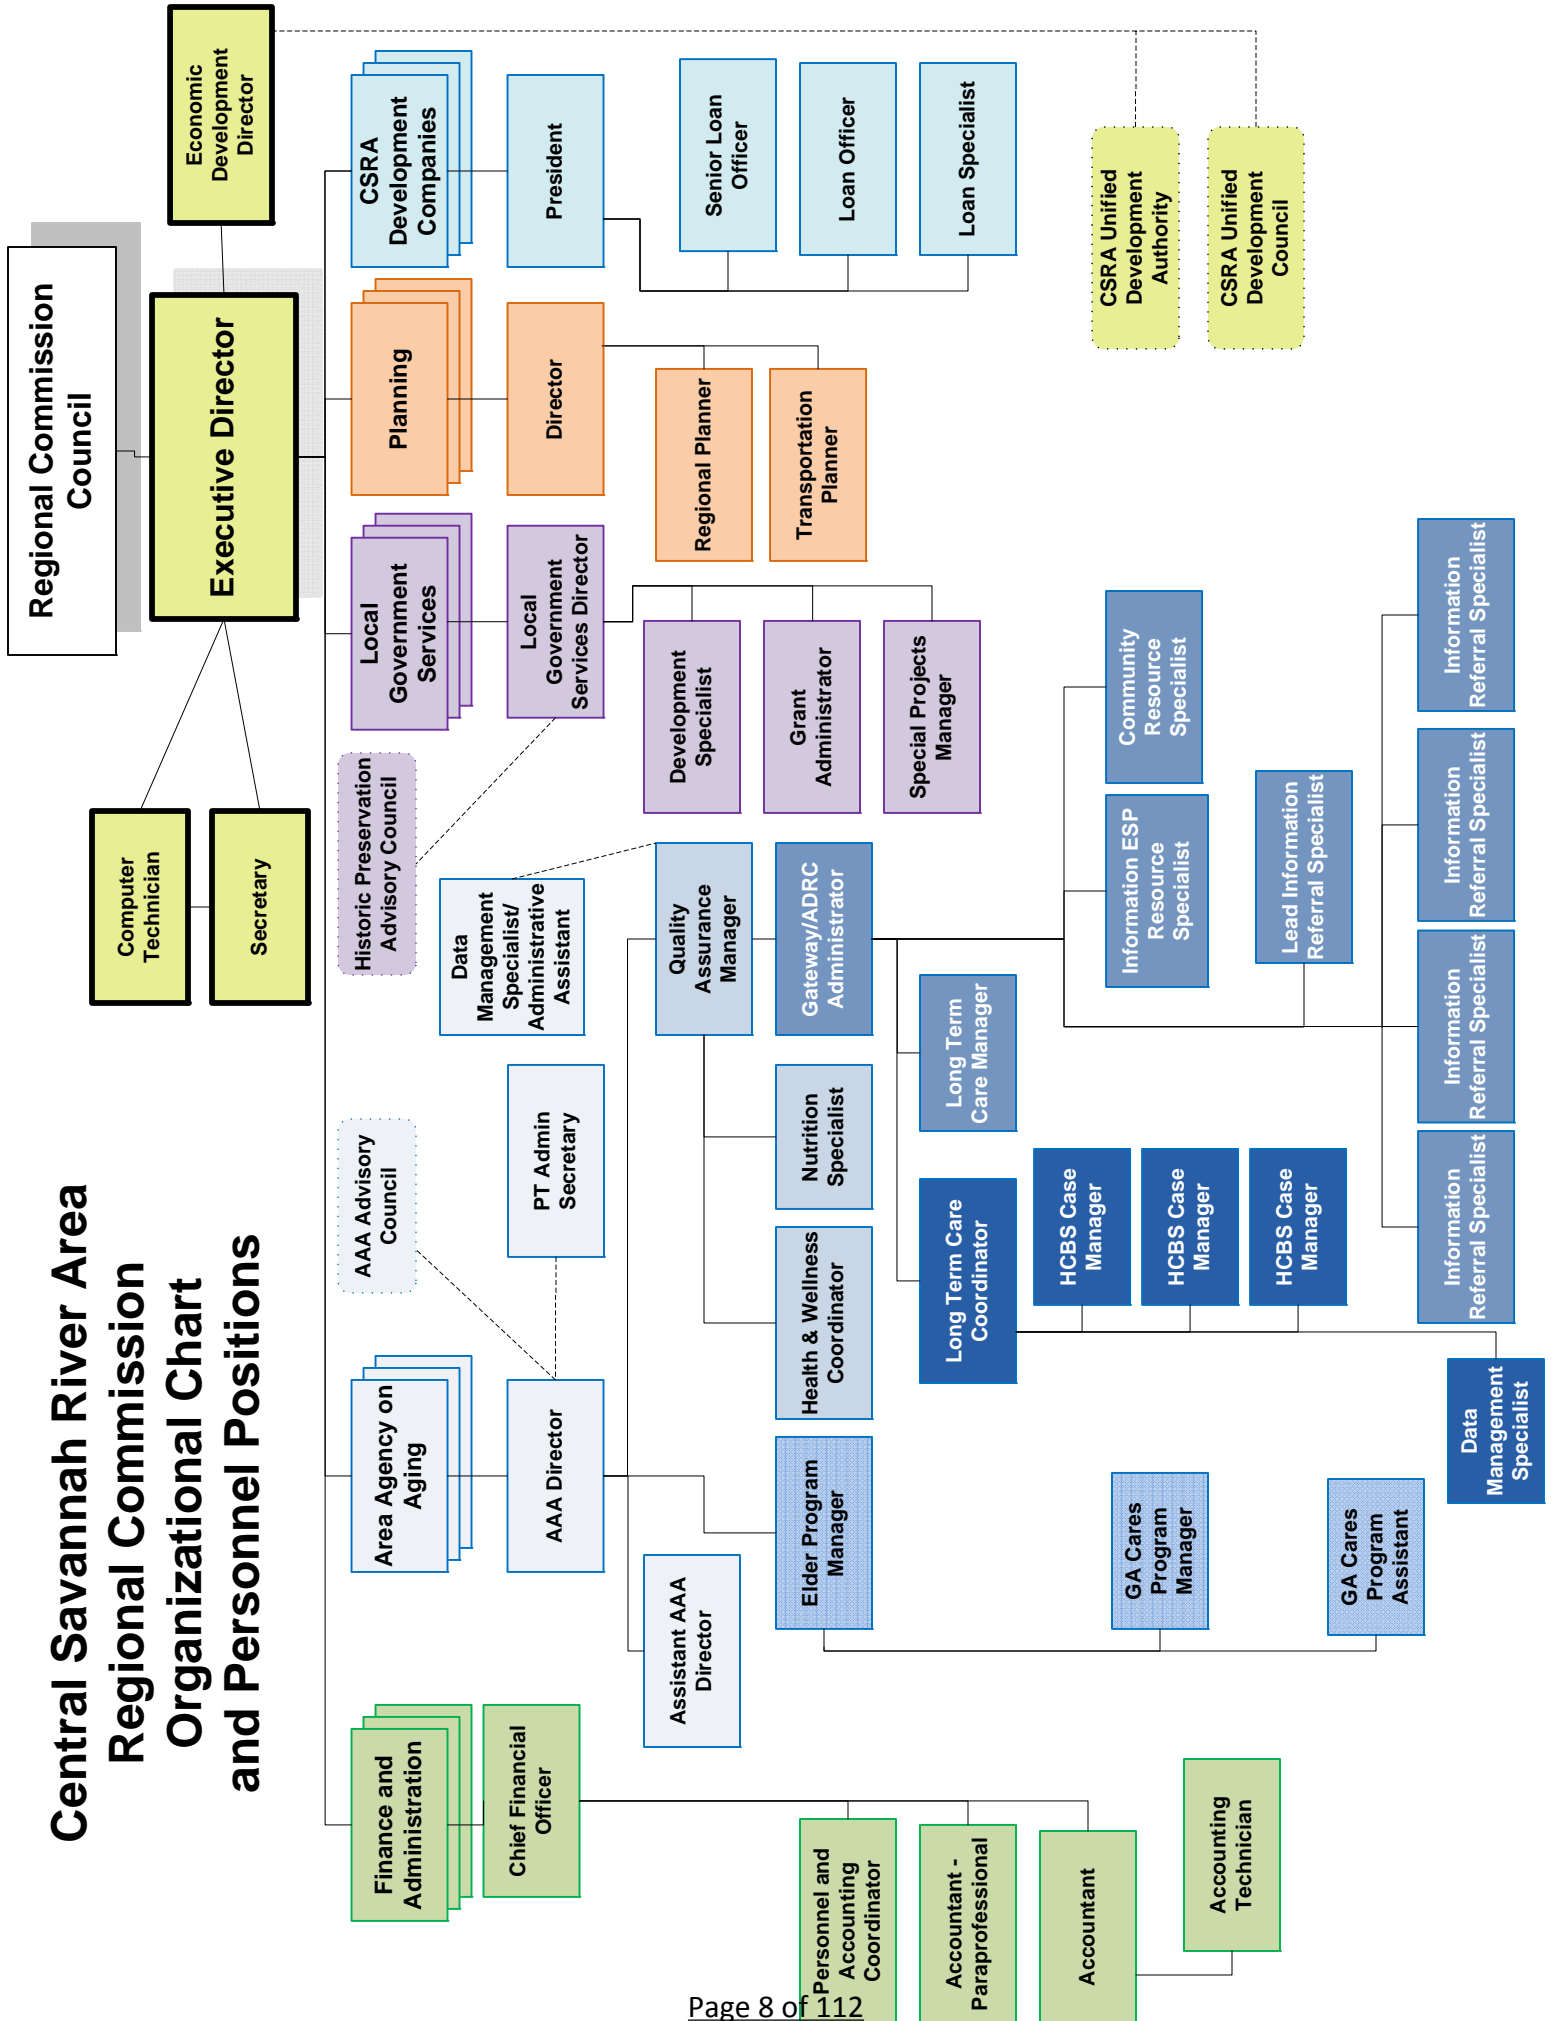 Central Savannah River Area
Regional Commission
Organizational Chart
and Personnel Positions
Regional Commission
Council
Executive Director
Economic
Development
Director
Computer
Technician
Secretary
Finance and
Administration
Chief Financial
Officer
Personnel and
Accounting
Coordinator
Accountant -
Paraprofessional
Accountant
Accounting
Technician
Area Agency on
Aging
AAA Advisory
Council
AAA Director
PT Admin
Secretary
Assistant AAA
Director
Elder Program
Manager
GA Cares
Program
Manager
GA Cares
Program
Assistant
Data
Management
Specialist/
Administrative
Assistant
Quality
Assurance
Manager
Health & Wellness
Coordinator
Nutrition
Specialist
Gateway/ADRC
Administrator
Long Term Care
Coordinator
Long Term
Care Manager
HCBS Case
Manager
HCBS Case
Manager
HCBS Case
Manager
Data
Management
Specialist
Information ESP
Resource
Specialist
Community
Resource
Specialist
Lead Information
Referral Specialist
Information
Referral Specialist
Information
Referral Specialist
Information
Referral Specialist
Information
Referral Specialist
Historic Preservation
Advisory Council
Local
Government
Services
Local
Government
Services Director
Development
Specialist
Grant
Administrator
Special Projects
Manager
Planning
Director
Regional Planner
Transportation
Planner
CSRA
Development
Companies
President
Senior Loan
Officer
Loan Officer
Loan Specialist
CSRA Unified
Development
Authority
CSRA Unified
Development
Council
Page 8 of 112